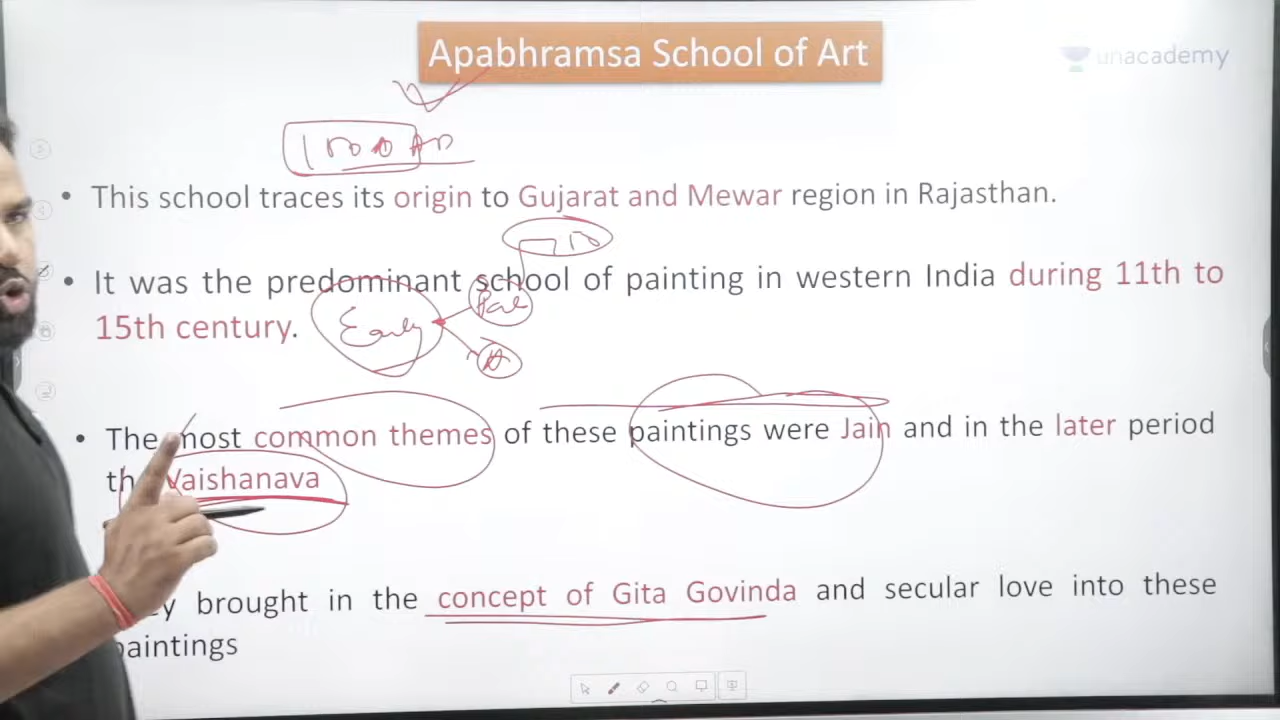 Apabhramsa School of Art
unacademy
This school traces its origin to Gujarat and Mewar region in Rajasthan.
It was the predominant school of painting in western India during 11th to
15th century.
Early
The most common themes of these paintings were Jain and in the later period
Vaishanava
brought in the concept of Gita Govinda and secular love into these
paintings